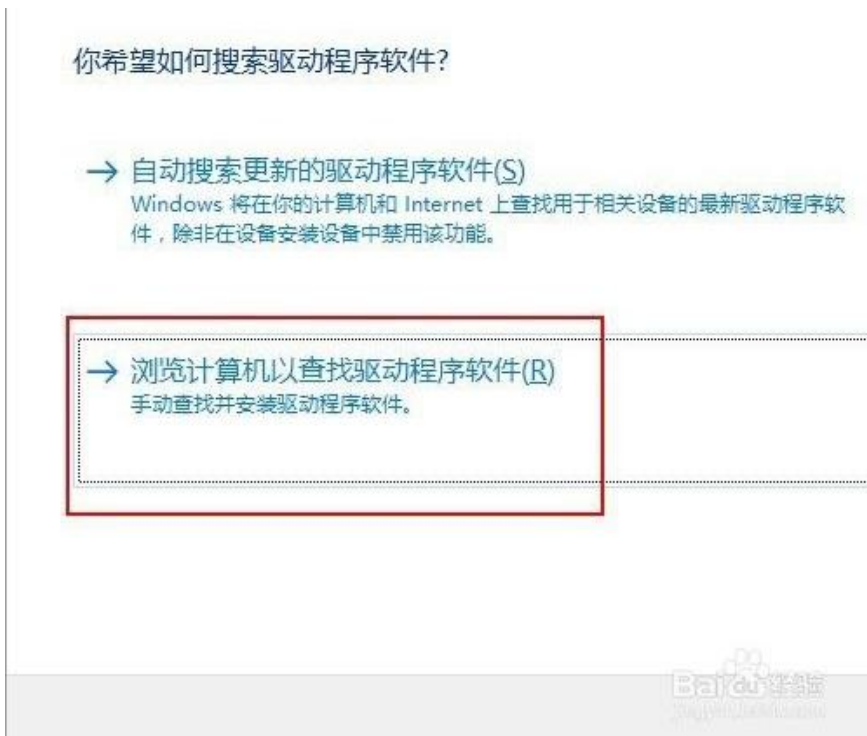 你希望如何搜索驱动程序软件?
→ 自动搜索更新的驱动程序软件(S)
Windows 将在你的计算机和 Internet 上查找用于相关设备的最新驱动程序软
件，除非在设备安装设备中禁用该功能。
→ 浏览计算机以查找驱动程序软件(R)
手动查找并安装驱动程序软件。
Baidu 经验